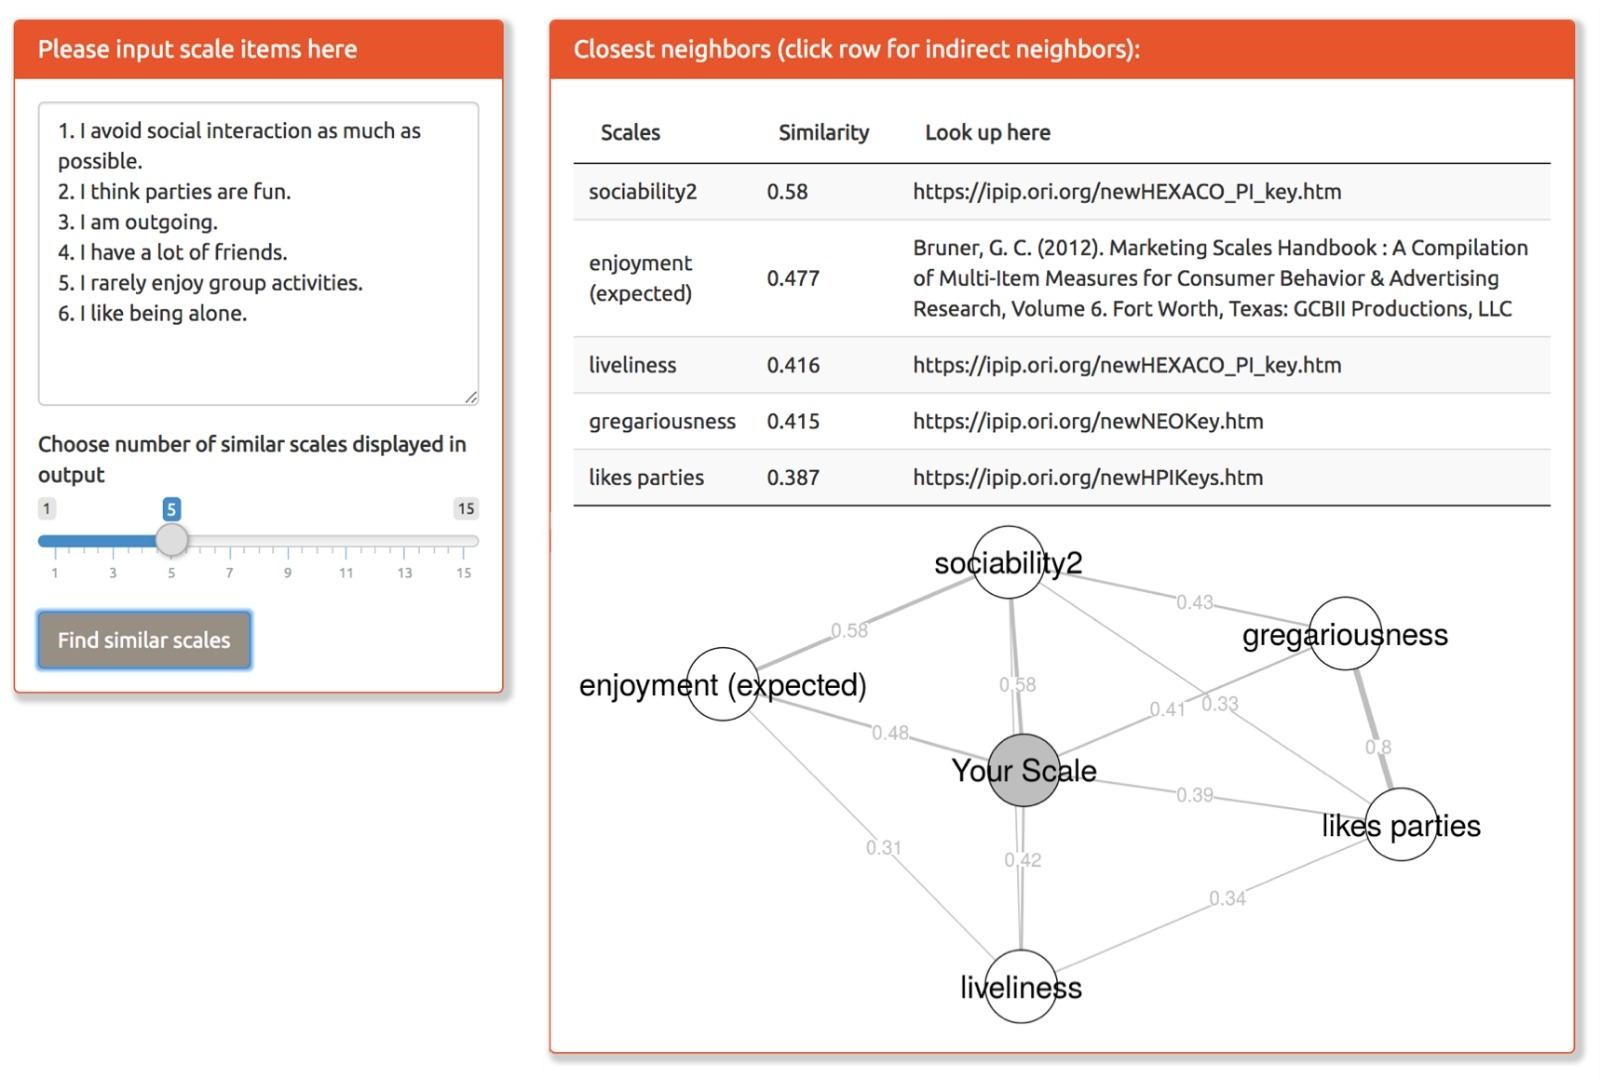 Please input scale items here
1. I avoid social interaction as much as
possible.
2. I think parties are fun.
3. I am outgoing.
4. I have a lot of friends.
5. I rarely enjoy group activities.
6. I like being alone.
Choose number of similar scales displayed in
output
1 5 15
1 3 5 7 9 11 13 15
Find similar scales
Closest neighbors (click row for indirect neighbors):
Scales Similarity Look up here
sociability2 0.58 https://ipip.ori.org/newHEXACO_PI_key.htm
enjoyment
(expected)
0.477
Bruner, G. C. (2012). Marketing Scales Handbook : A Compilation
of Multi-Item Measures for Consumer Behavior & Advertising
Research, Volume 6. Fort Worth, Texas: GCBII Productions, LLC
liveliness 0.416 https://ipip.ori.org/newHEXACO_PI_key.htm
gregariousness 0.415 https://ipip.ori.org/newNEOKey.htm
likes parties 0.387 https://ipip.ori.org/newHPIKeys.htm
sociability2
0.43
0.58
gregariousness
enjoyment (expected)
0.58
0.41
0.33
0.48
0.8
Your Scale
0.39
likes parties
0.31
0.42
0.34
liveliness